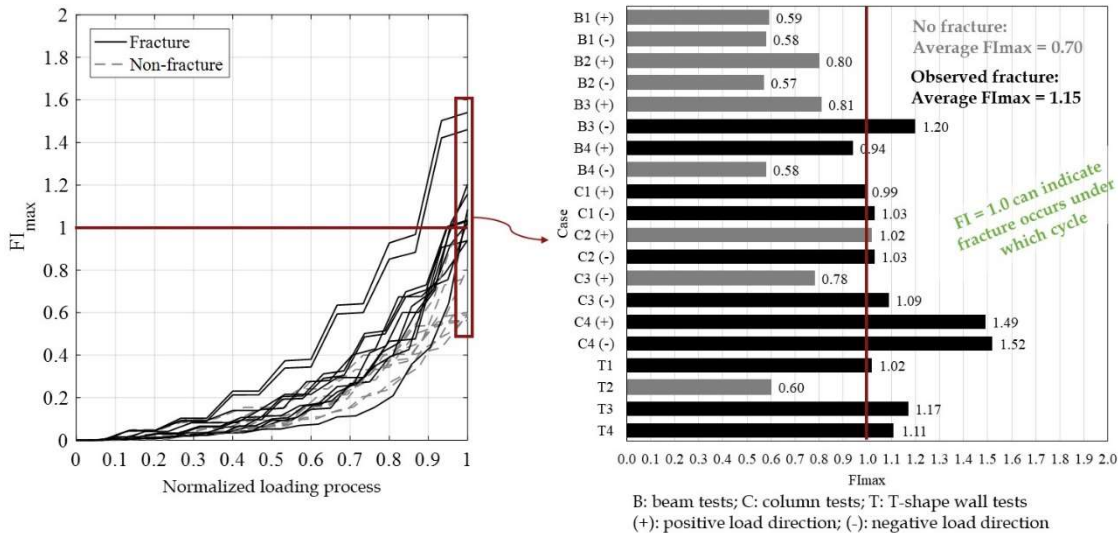 2
1.8
1.6
1.4
1.2
1
0.8
0.6
0.4
0.2
0
FI_max
Fracture
Non-fracture
0 0.1 0.2 0.3 0.4 0.5 0.6 0.7 0.8 0.9 1
Normalized loading process
Case
B1 (+) 0.59
B1 (-) 0.58
B2 (+) 0.80
B2 (-) 0.57
B3 (+) 0.81
B3 (-) 1.20
B4 (+) 0.94
B4 (-) 0.58
C1 (+) 0.99
C1 (-) 1.03
C2 (+) 1.02
C2 (-) 1.03
C3 (+) 0.78
C3 (-) 1.09
C4 (+) 1.49
C4 (-) 1.52
T1 1.02
T2 0.60
T3 1.17
T4 1.11
No fracture:
Average FImax = 0.70
Observed fracture:
Average FImax = 1.15
FI = 1.0 can indicate
fracture occurs under
which cycle
0.0 0.1 0.2 0.3 0.4 0.5 0.6 0.7 0.8 0.9 1.0 1.1 1.2 1.3 1.4 1.5 1.6 1.7 1.8 1.9 2.0
FImax
B: beam tests; C: column tests; T: T-shape wall tests
(+): positive load direction; (-): negative load direction